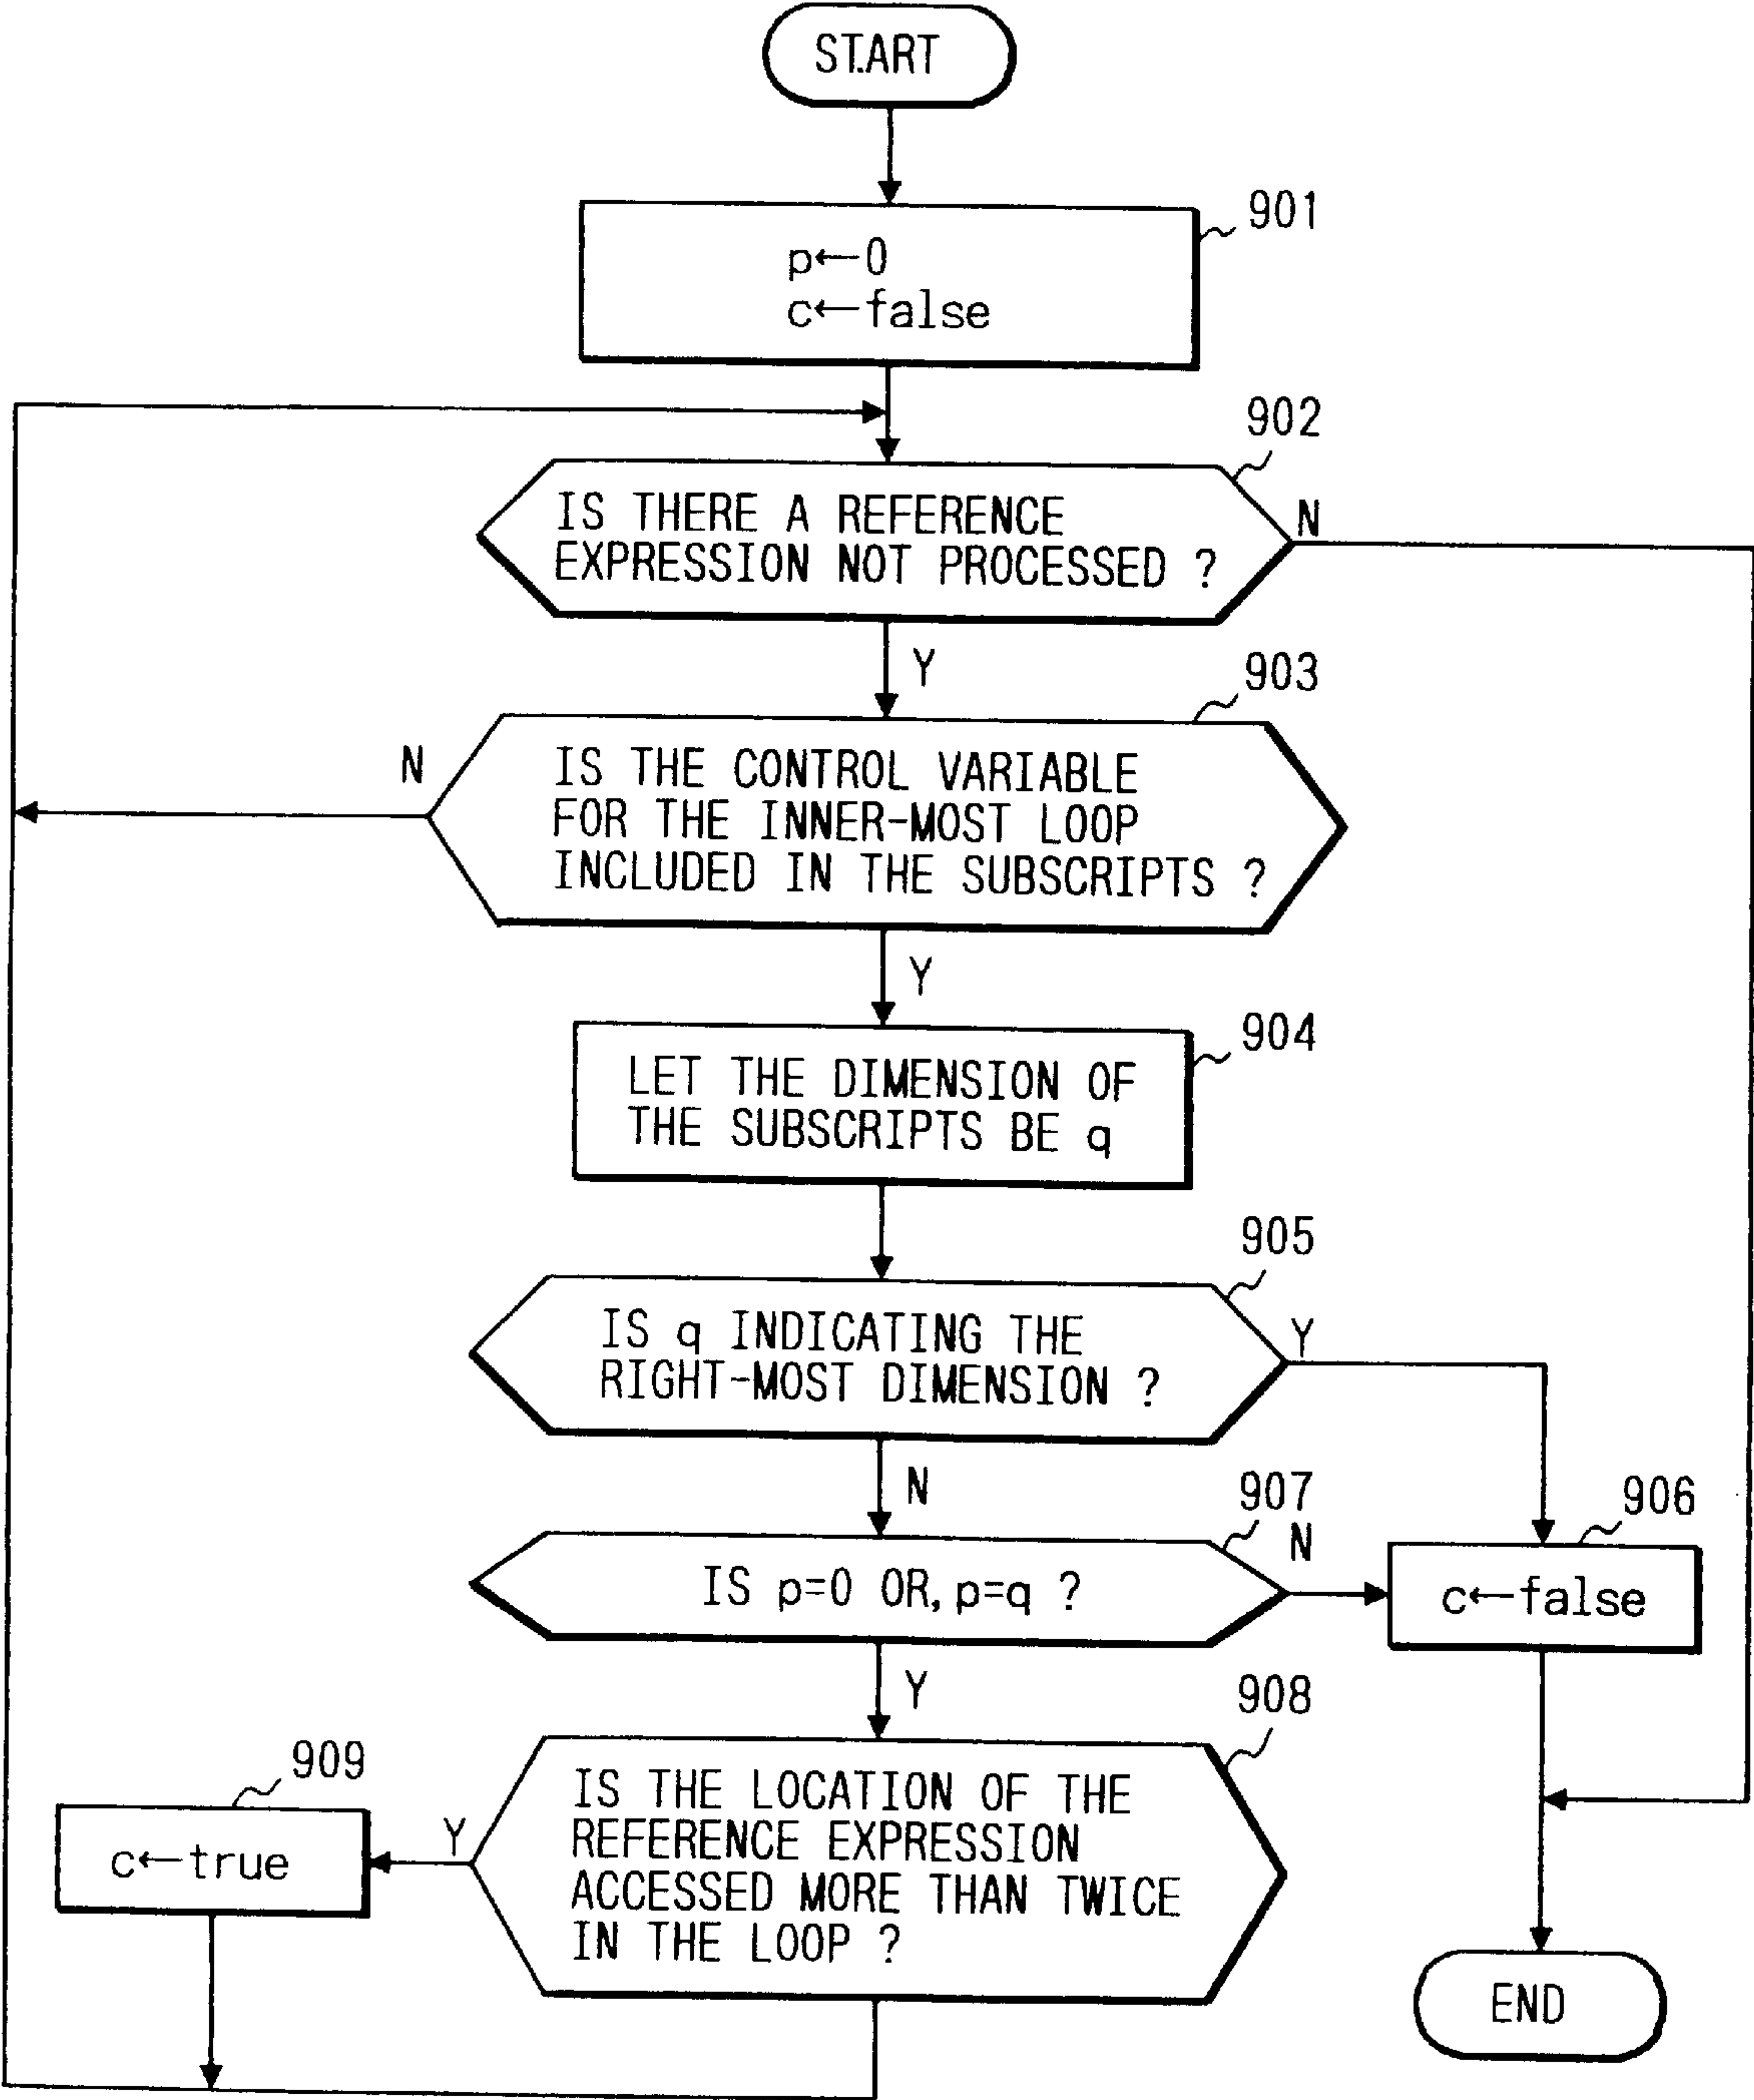 START
901
p←0
c←false
902
IS THERE A REFERENCE
EXPRESSION NOT PROCESSED ?
N
Y
903
N
IS THE CONTROL VARIABLE
FOR THE INNER-MOST LOOP
INCLUDED IN THE SUBSCRIPTS ?
Y
904
LET THE DIMENSION OF
THE SUBSCRIPTS BE q
905
IS q INDICATING THE
RIGHT-MOST DIMENSION ?
Y
N
907
906
IS p=0 OR, p=q ?
N
c←false
Y
908
909
IS THE LOCATION OF THE
REFERENCE EXPRESSION
ACCESSED MORE THAN TWICE
IN THE LOOP ?
Y
c←true
END